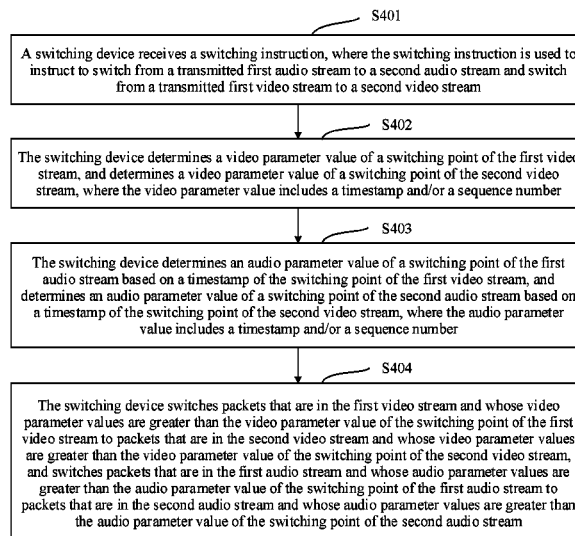 S401
A switching device receives a switching instruction, where the switching instruction is used to
instruct to switch from a transmitted first audio stream to a second audio stream and switch
from a transmitted first video stream to a second video stream
S402
The switching device determines a video parameter value of a switching point of the first video
stream, and determines a video parameter value of a switching point of the second video
stream, where the video parameter value includes a timestamp and/or a sequence number
S403
The switching device determines an audio parameter value of a switching point of the first
audio stream based on a timestamp of the switching point of the first video stream, and
determines an audio parameter value of a switching point of the second audio stream based on
a timestamp of the switching point of the second video stream, where the audio parameter
value includes a timestamp and/or a sequence number
S404
The switching device switches packets that are in the first video stream and whose video
parameter values are greater than the video parameter value of the switching point of the first
video stream to packets that are in the second video stream and whose video parameter values
are greater than the video parameter value of the switching point of the second video stream,
and switches packets that are in the first audio stream and whose audio parameter values are
greater than the audio parameter value of the switching point of the first audio stream to
packets that are in the second audio stream and whose audio parameter values are greater than
the audio parameter value of the switching point of the second audio stream